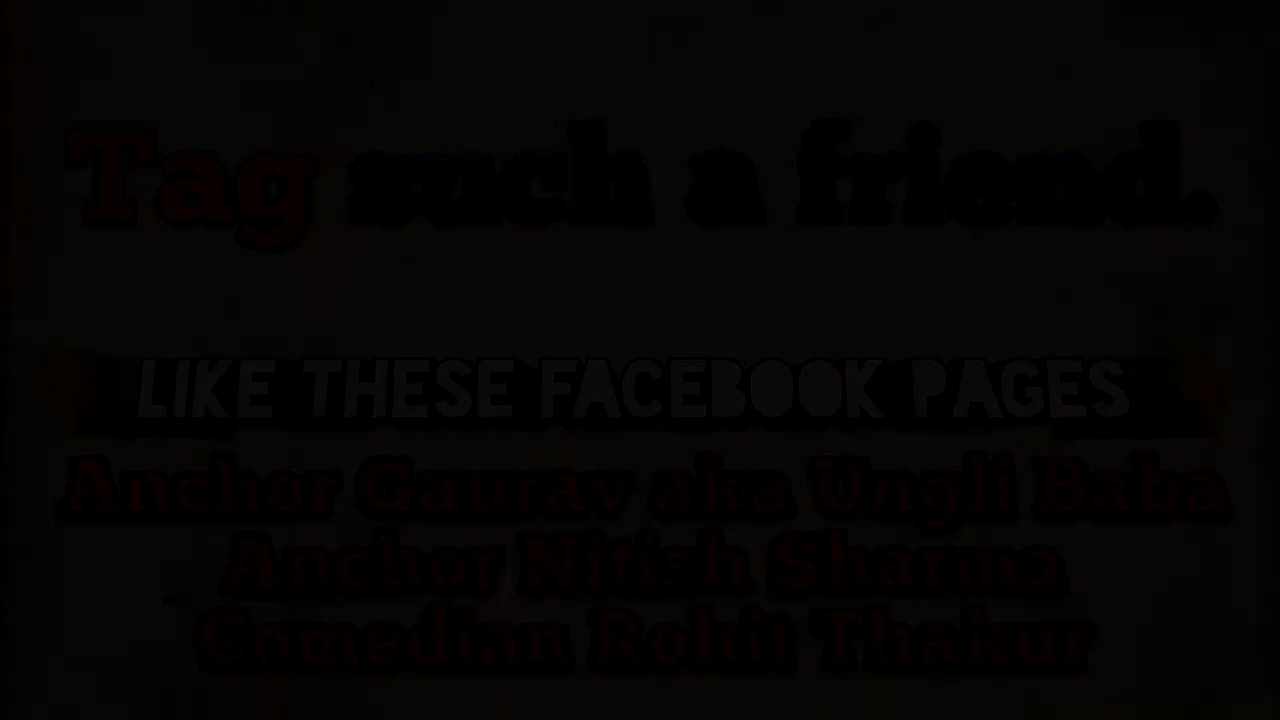 Tag such a friend.
LIKE THESE FACEBOOK PAGES
Anchor Gaurav aka Ungli Baba
Anchor Nitish Sharma
Comedian Rohit Thakur